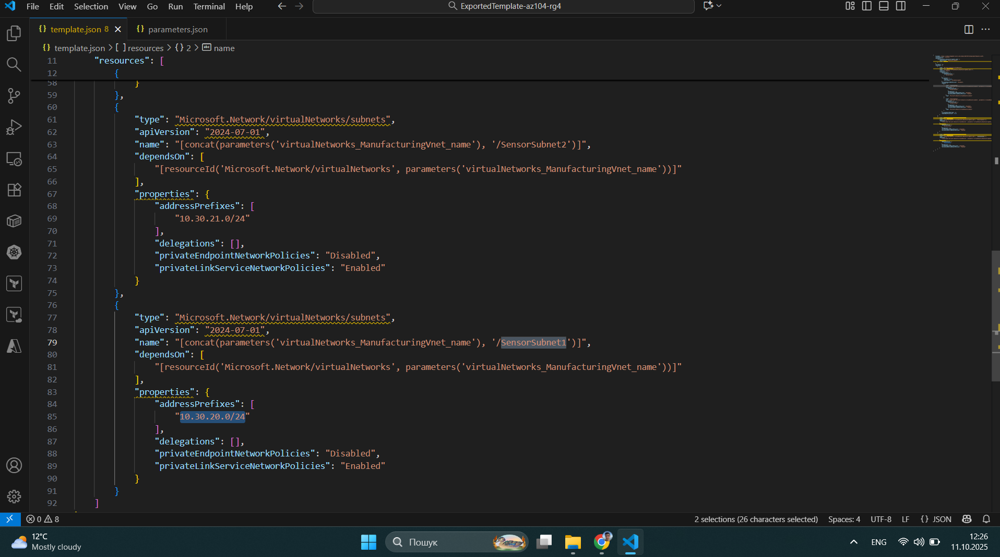 File Edit Selection View Go Run Terminal Help ExportedTemplate-az104-rg4
{} template.json 8 {} parameters.json
{} template.json > [ ] resources > {} 2 > abc name
11 "resources": [
12 {
58 }
59 },
60 {
61 "type": "Microsoft.Network/virtualNetworks/subnets",
62 "apiVersion": "2024-07-01",
63 "name": "[concat(parameters('virtualNetworks_ManufacturingVnet_name'), '/SensorSubnet2')]",
64 "dependsOn": [
65 "[resourceId('Microsoft.Network/virtualNetworks', parameters('virtualNetworks_ManufacturingVnet_name'))]"
66 ],
67 "properties": {
68 "addressPrefixes": [
69 "10.30.21.0/24"
70 ],
71 "delegations": [],
72 "privateEndpointNetworkPolicies": "Disabled",
73 "privateLinkServiceNetworkPolicies": "Enabled"
74 }
75 },
76 {
77 "type": "Microsoft.Network/virtualNetworks/subnets",
78 "apiVersion": "2024-07-01",
79 "name": "[concat(parameters('virtualNetworks_ManufacturingVnet_name'), '/SensorSubnet1')]",
80 "dependsOn": [
81 "[resourceId('Microsoft.Network/virtualNetworks', parameters('virtualNetworks_ManufacturingVnet_name'))]"
82 ],
83 "properties": {
84 "addressPrefixes": [
85 "10.30.20.0/24"
86 ],
87 "delegations": [],
88 "privateEndpointNetworkPolicies": "Disabled",
89 "privateLinkServiceNetworkPolicies": "Enabled"
90 }
91 }
92 ]
0 8 2 selections (26 characters selected) Spaces: 4 UTF-8 LF {} JSON
12°C
Mostly cloudy
Пошук
ENG
12:26
11.10.2025